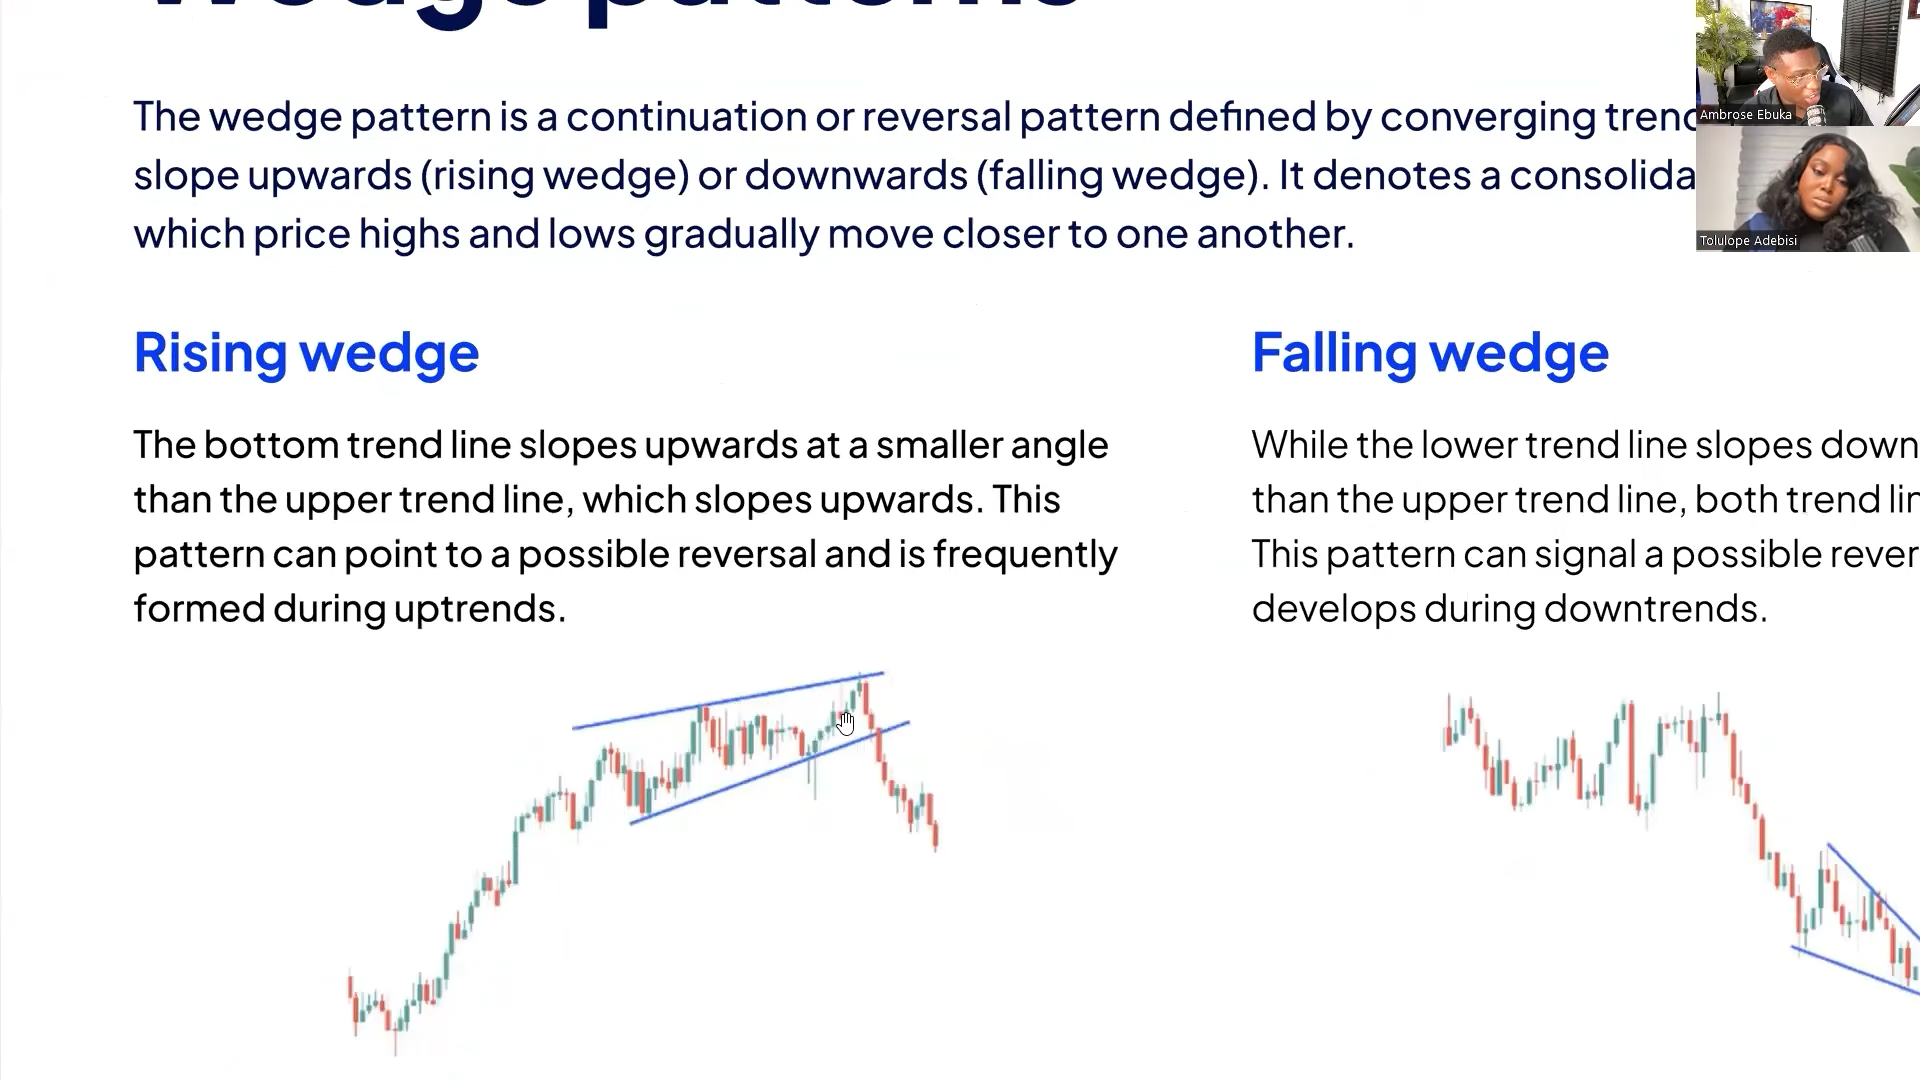 Wedge patterns
The wedge pattern is a continuation or reversal pattern defined by converging trend
slope upwards (rising wedge) or downwards (falling wedge). It denotes a consolida
which price highs and lows gradually move closer to one another.
Ambrose Ebuka
Tolulope Adebisi
Rising wedge
The bottom trend line slopes upwards at a smaller angle
than the upper trend line, which slopes upwards. This
pattern can point to a possible reversal and is frequently
formed during uptrends.
Falling wedge
While the lower trend line slopes down
than the upper trend line, both trend lin
This pattern can signal a possible rever
develops during downtrends.